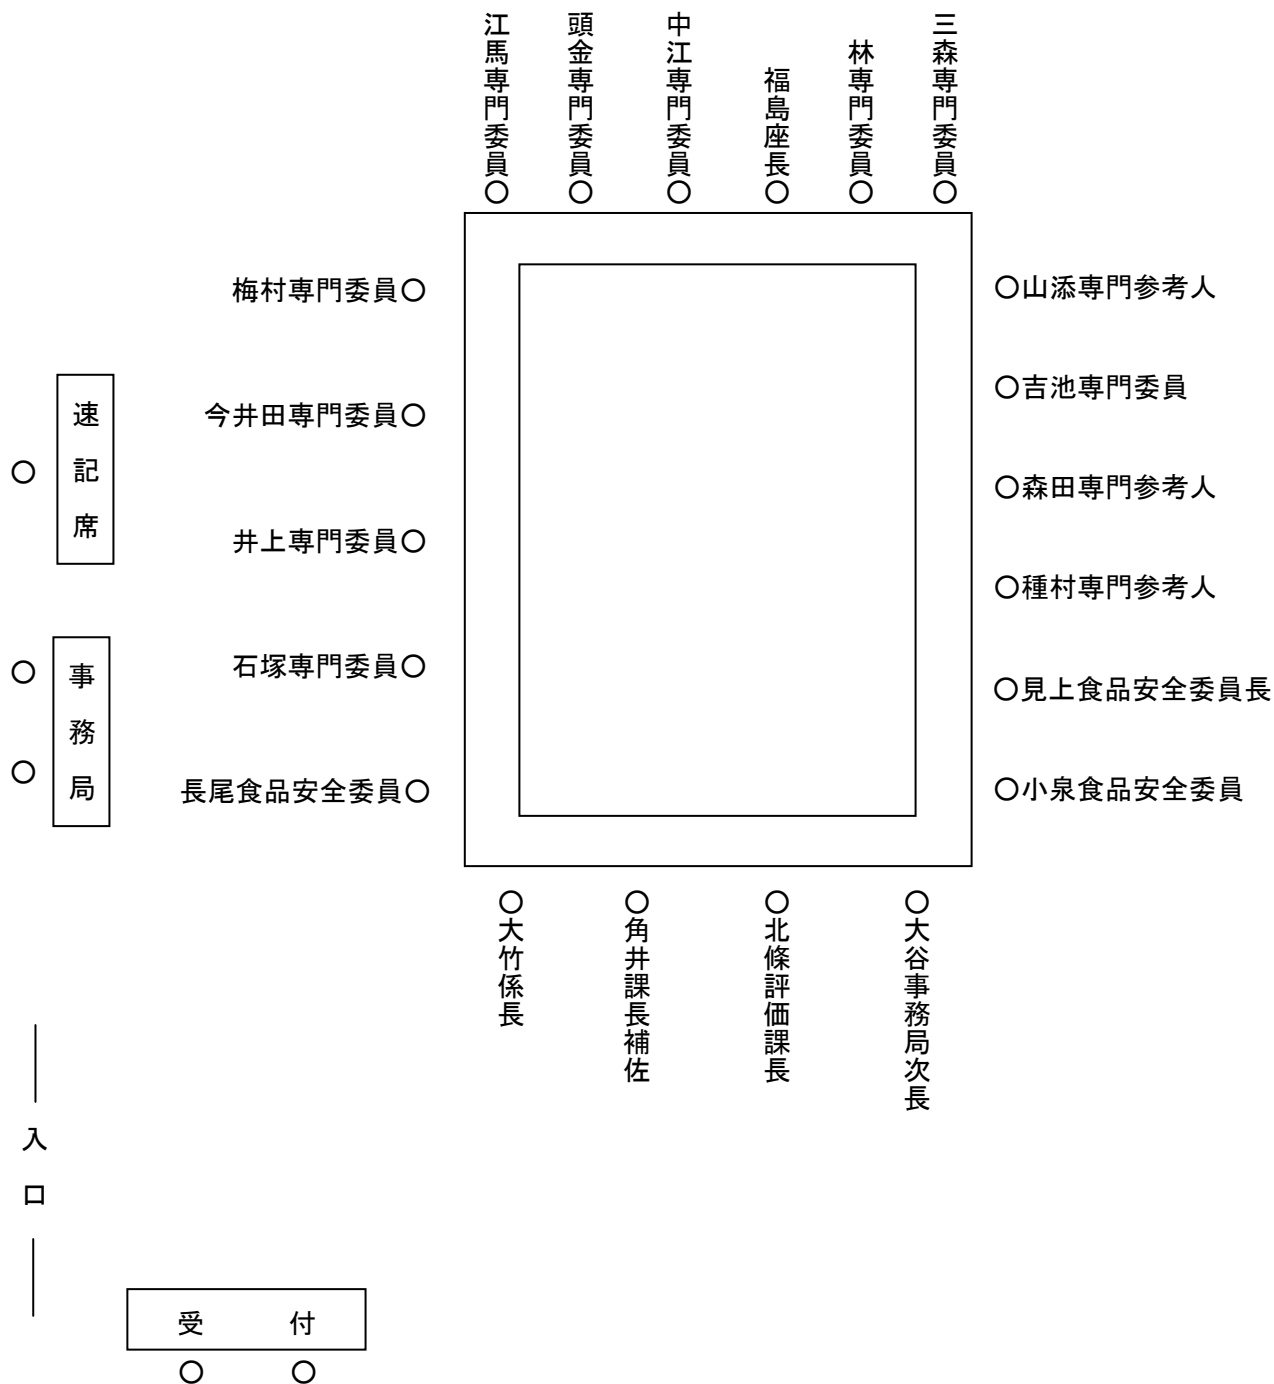 江馬専門委員○
頭金専門委員○
中江専門委員○
福島座長○
林専門委員○
三森専門委員○
梅村専門委員○
今井田専門委員○
井上専門委員○
石塚専門委員○
長尾食品安全委員○
○山添専門参考人
○吉池専門委員
○森田専門参考人
○種村専門参考人
○見上食品安全委員長
○小泉食品安全委員
○大竹係長
○角井課長補佐
○北條評価課長
○大谷事務局次長
速記席
事務局
入口
受付